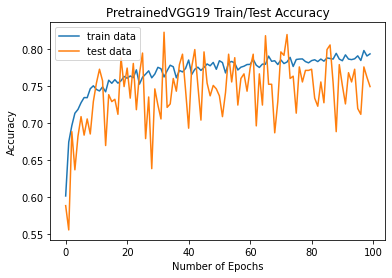 PretrainedVGG19 Train/Test Accuracy
train data
test data
0.80
0.75
0.70
0.65
0.60
0.55
Accuracy
0 20 40 60 80 100
Number of Epochs